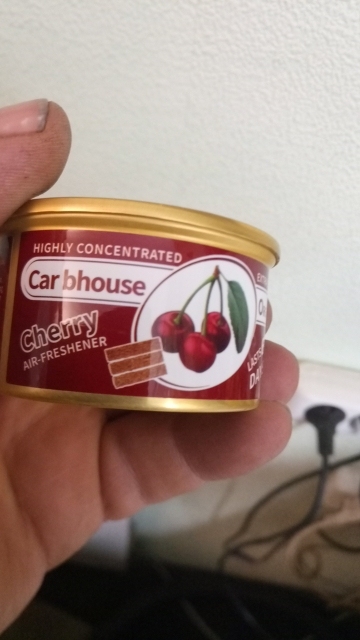 HIGHLY CONCENTRATED
Carbhouse
Cherry
AIR-FRESHENER